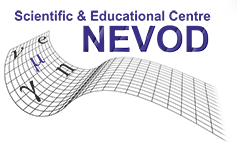 Scientific & Educational Centre
NEVOD
ν e
μ
γ n